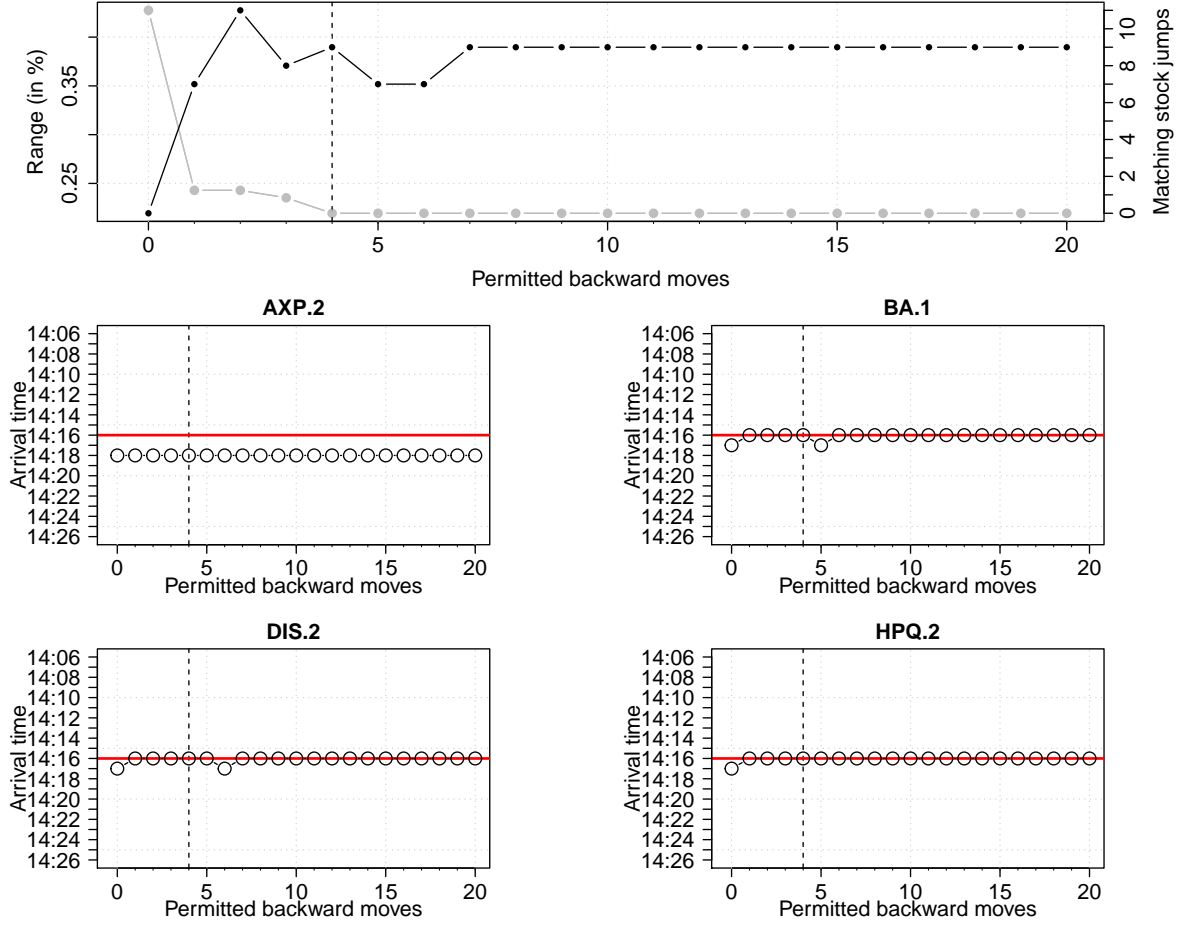 Range (in %)
0.25 0.35
0 2 4 6 8 10
Matching stock jumps
0 5 10 15 20
Permitted backward moves
AXP.2
Arrival time
14:06
14:08
14:10
14:12
14:14
14:16
14:18
14:20
14:22
14:24
14:26
0 5 10 15 20
Permitted backward moves
BA.1
Arrival time
14:06
14:08
14:10
14:12
14:14
14:16
14:18
14:20
14:22
14:24
14:26
0 5 10 15 20
Permitted backward moves
DIS.2
Arrival time
14:06
14:08
14:10
14:12
14:14
14:16
14:18
14:20
14:22
14:24
14:26
0 5 10 15 20
Permitted backward moves
HPQ.2
Arrival time
14:06
14:08
14:10
14:12
14:14
14:16
14:18
14:20
14:22
14:24
14:26
0 5 10 15 20
Permitted backward moves